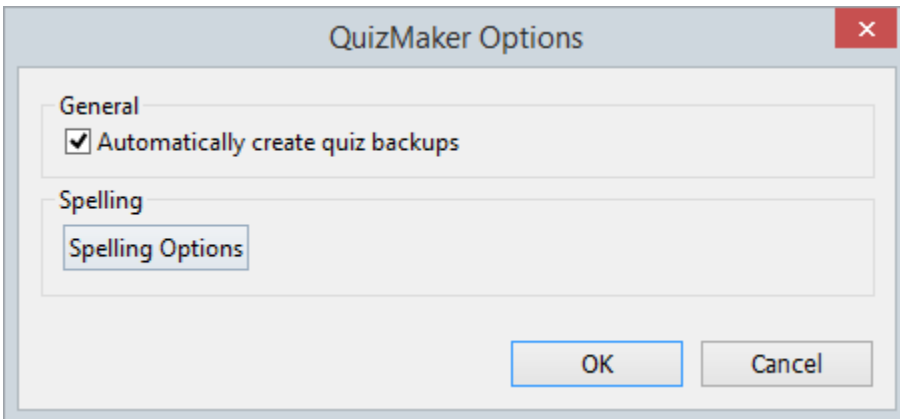 QuizMaker Options
General
Automatically create quiz backups
Spelling
Spelling Options
OK
Cancel